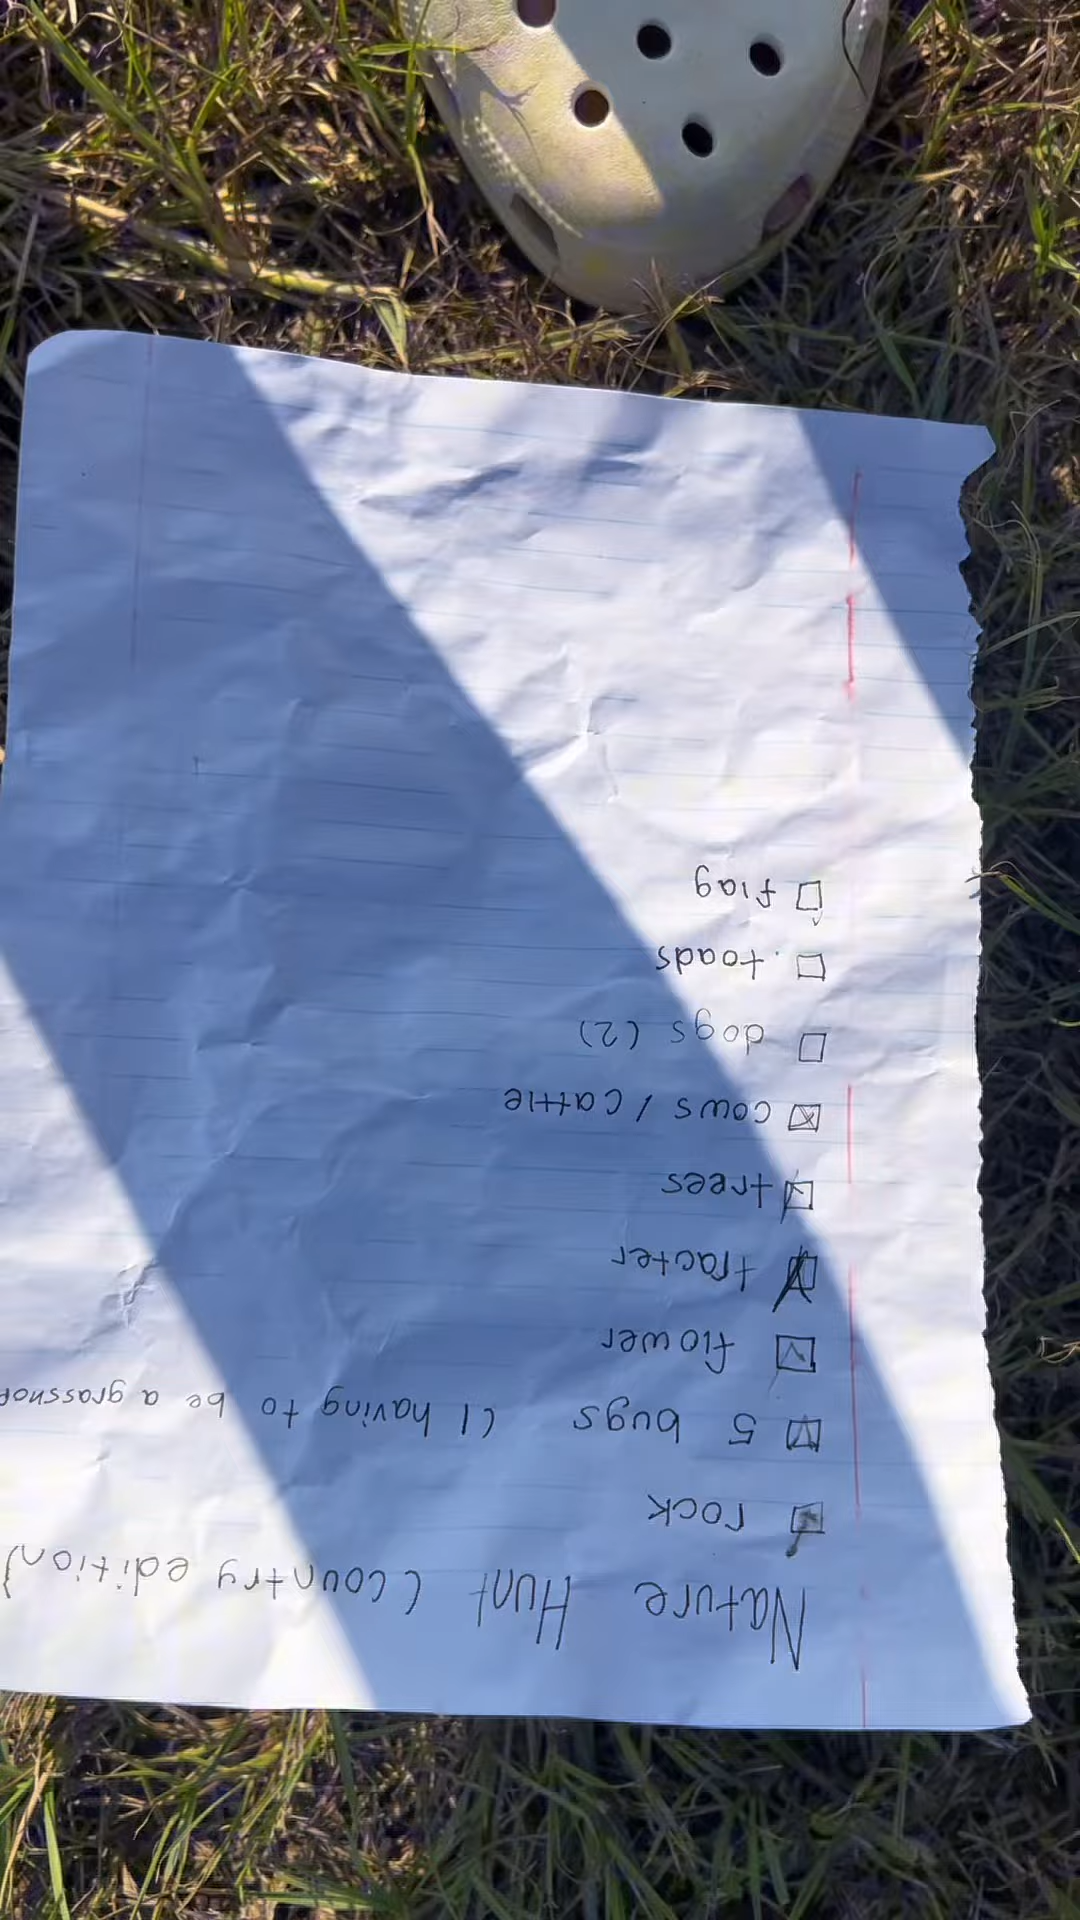 Nature Hunt (country edition)
rock
5 bugs (1 having to be a
flower
tracter
trees
cows / cattle
dogs (2)
toads
flag